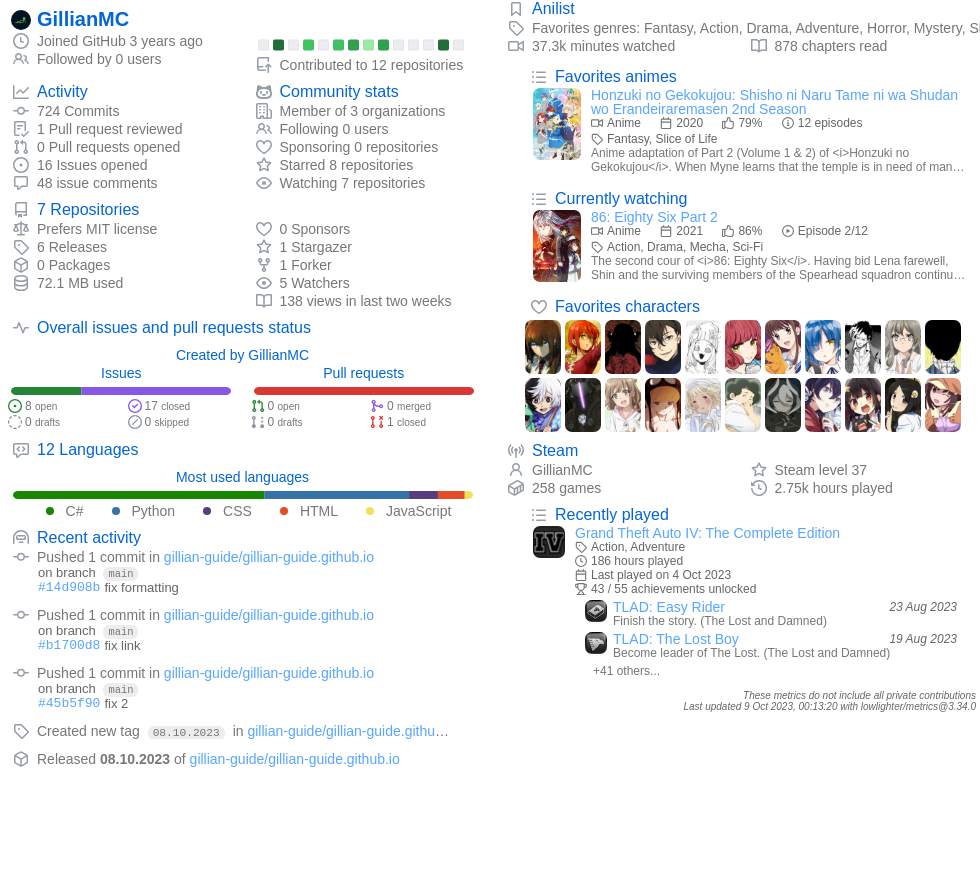 GillianMC
Joined GitHub 3 years ago
Followed by 0 users
Contributed to 12 repositories
Activity
724 Commits
1 Pull request reviewed
0 Pull requests opened
16 Issues opened
48 issue comments
Community stats
Member of 3 organizations
Following 0 users
Sponsoring 0 repositories
Starred 8 repositories
Watching 7 repositories
7 Repositories
Prefers MIT license
6 Releases
0 Packages
72.1 MB used
0 Sponsors
1 Stargazer
1 Forker
5 Watchers
138 views in last two weeks
Overall issues and pull requests status
Created by GillianMC
Issues
8 open
17 closed
0 drafts
0 skipped
Pull requests
0 open
0 merged
0 drafts
1 closed
12 Languages
Most used languages
C# Python CSS HTML JavaScript
Recent activity
Pushed 1 commit in gillian-guide/gillian-guide.github.io
on branch main
#14d908b fix formatting
Pushed 1 commit in gillian-guide/gillian-guide.github.io
on branch main
#b1700d8 fix link
Pushed 1 commit in gillian-guide/gillian-guide.github.io
on branch main
#45b5f90 fix 2
Created new tag 08.10.2023 in gillian-guide/gillian-guide.githu…
Released 08.10.2023 of gillian-guide/gillian-guide.github.io
Anilist
Favorites genres: Fantasy, Action, Drama, Adventure, Horror, Mystery, S
37.3k minutes watched
878 chapters read
Favorites animes
Honzuki no Gekokujou: Shisho ni Naru Tame ni wa Shudan
wo Erandeiraremasen 2nd Season
Anime 2020 79% 12 episodes
Fantasy, Slice of Life
Anime adaptation of Part 2 (Volume 1 & 2) of <i>Honzuki no
Gekokujou</i>. When Myne learns that the temple is in need of man…
Currently watching
86: Eighty Six Part 2
Anime 2021 86% Episode 2/12
Action, Drama, Mecha, Sci-Fi
The second cour of <i>86: Eighty Six</i>. Having bid Lena farewell,
Shin and the surviving members of the Spearhead squadron continu…
Favorites characters
Steam
GillianMC
Steam level 37
258 games
2.75k hours played
Recently played
IV
Grand Theft Auto IV: The Complete Edition
Action, Adventure
186 hours played
Last played on 4 Oct 2023
43 / 55 achievements unlocked
TLAD: Easy Rider 23 Aug 2023
Finish the story. (The Lost and Damned)
TLAD: The Lost Boy 19 Aug 2023
Become leader of The Lost. (The Lost and Damned)
+41 others...
These metrics do not include all private contributions
Last updated 9 Oct 2023, 00:13:20 with lowlighter/metrics@3.34.0